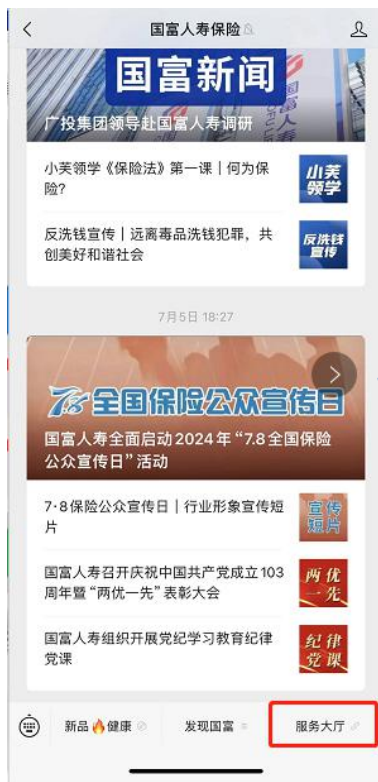 国富人寿保险
国富新闻
广投集团领导赴国富人寿调研
小芙领学《保险法》第一课｜何为保
险?
小芙
领学
反洗钱宣传｜远离毒品洗钱犯罪，共
创美好和谐社会
反洗钱
宣传
7月5日 18:27
7.8 全国保险公众宣传日
国富人寿全面启动2024年“7.8全国保险
公众宣传日”活动
7·8保险公众宣传日｜行业形象宣传短
片
宣传
短片
国富人寿召开庆祝中国共产党成立103
周年暨“两优一先”表彰大会
两优
一先
国富人寿组织开展党纪学习教育纪律
党课
纪律
党课
新品🔥健康
发现国富
服务大厅